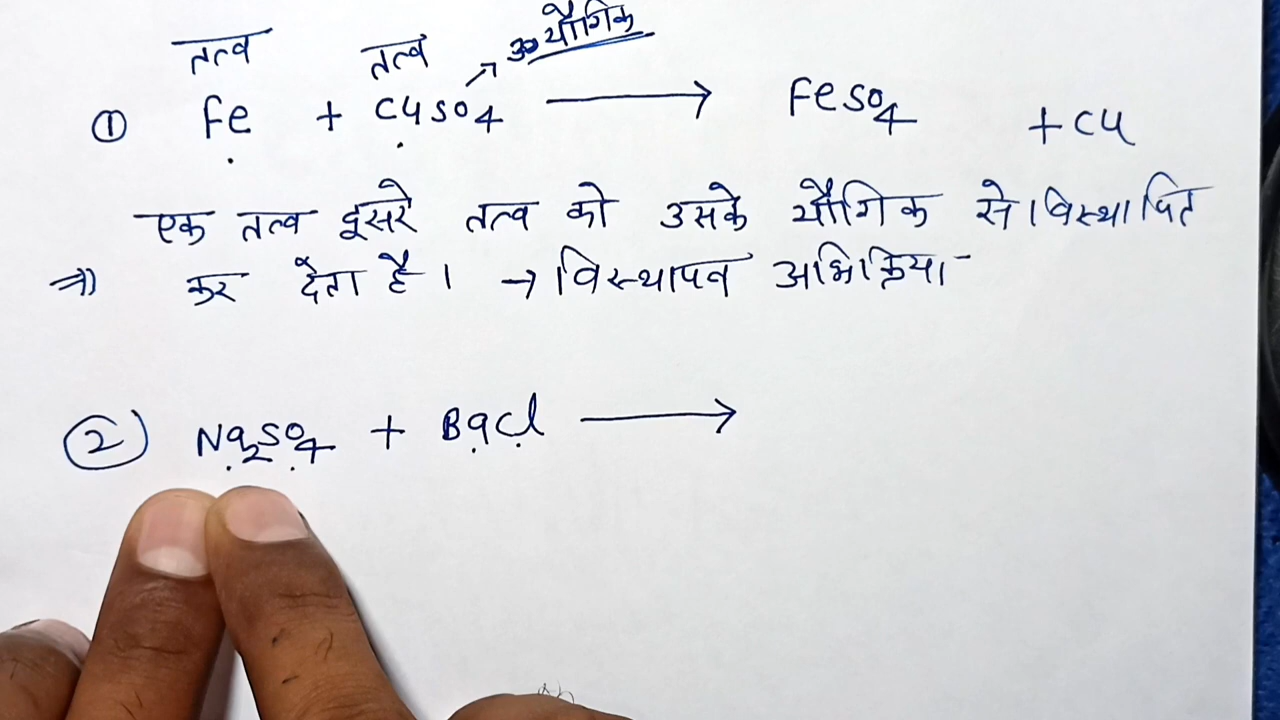 तत्व तत्व यौगिक
① Fe + CuSO4 ⟶ FeSO4 + Cu
एक तत्व दूसरे तत्व को उसके यौगिक से विस्थापित
⇒ कर देता है। → विस्थापन अभिक्रिया
② Na2SO4 + BaCl ⟶